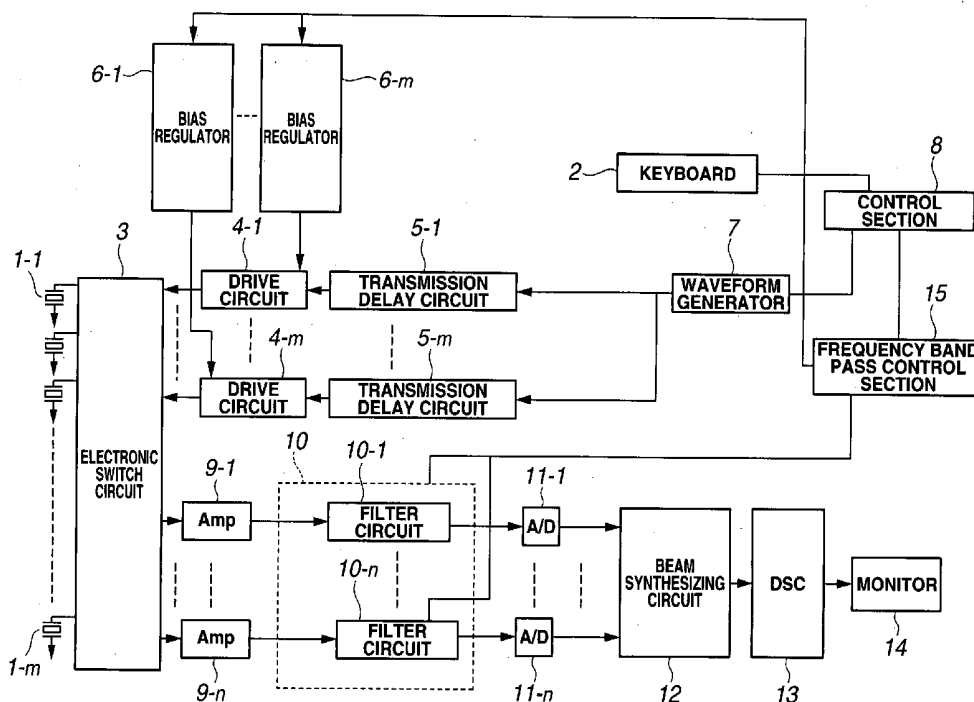 6-1
6-m
BIAS
REGULATOR
BIAS
REGULATOR
2
KEYBOARD
8
CONTROL
SECTION
1-1
3
4-1
5-1
7
DRIVE
CIRCUIT
TRANSMISSION
DELAY CIRCUIT
WAVEFORM
GENERATOR
15
4-m
5-m
FREQUENCY BAND
PASS CONTROL
SECTION
DRIVE
CIRCUIT
TRANSMISSION
DELAY CIRCUIT
ELECTRONIC
SWITCH
CIRCUIT
9-1
10
10-1
11-1
Amp
FILTER
CIRCUIT
A/D
10-n
BEAM
SYNTHESIZING
CIRCUIT
DSC
MONITOR
14
1-m
Amp
FILTER
CIRCUIT
A/D
9-n
11-n
12
13